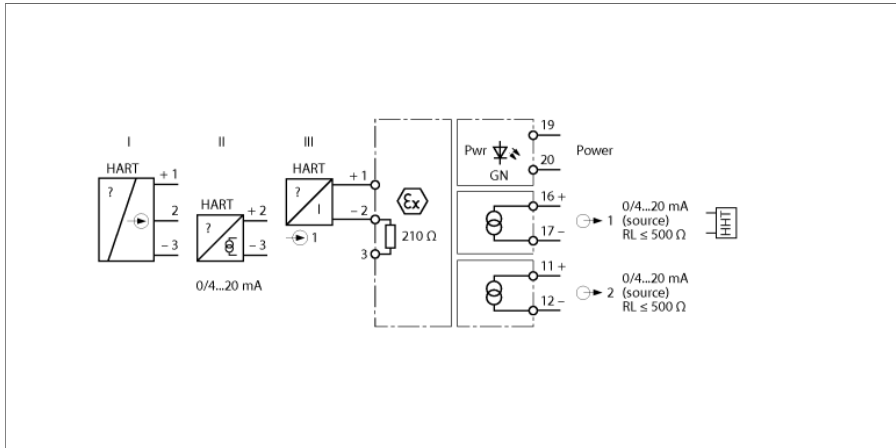 I
II
III
HART
?
+ 1
2
– 3
HART
?
+ 2
– 3
0/4...20 mA
HART
?
I
+ 1
– 2
3
1
Ex
210 Ω
Pwr
GN
19
20
Power
16 +
17 –
1
0/4...20 mA
(source)
RL ≤ 500 Ω
HHT
11 +
12 –
2
0/4...20 mA
(source)
RL ≤ 500 Ω